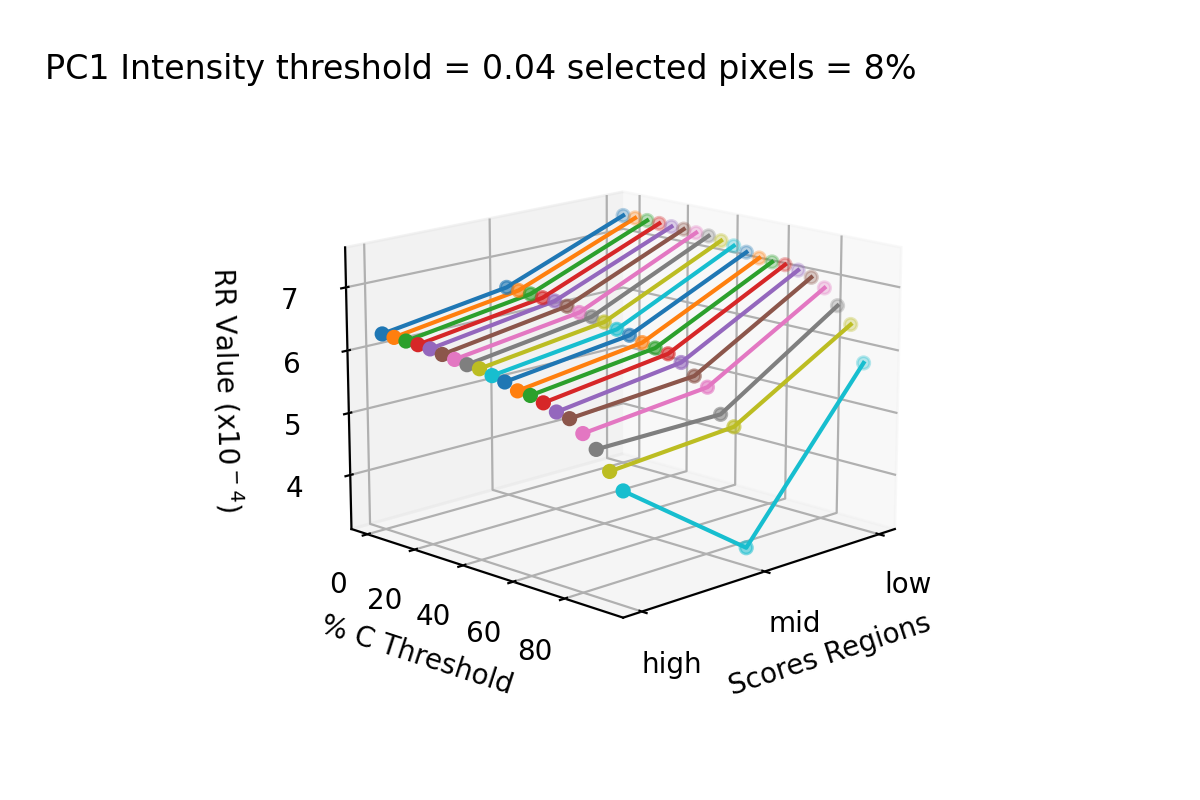 PC1 Intensity threshold = 0.04 selected pixels = 8%
7
6
5
4
RR Value (x10⁻⁴)
0
20
40
60
80
% C Threshold
low
mid
high
Scores Regions